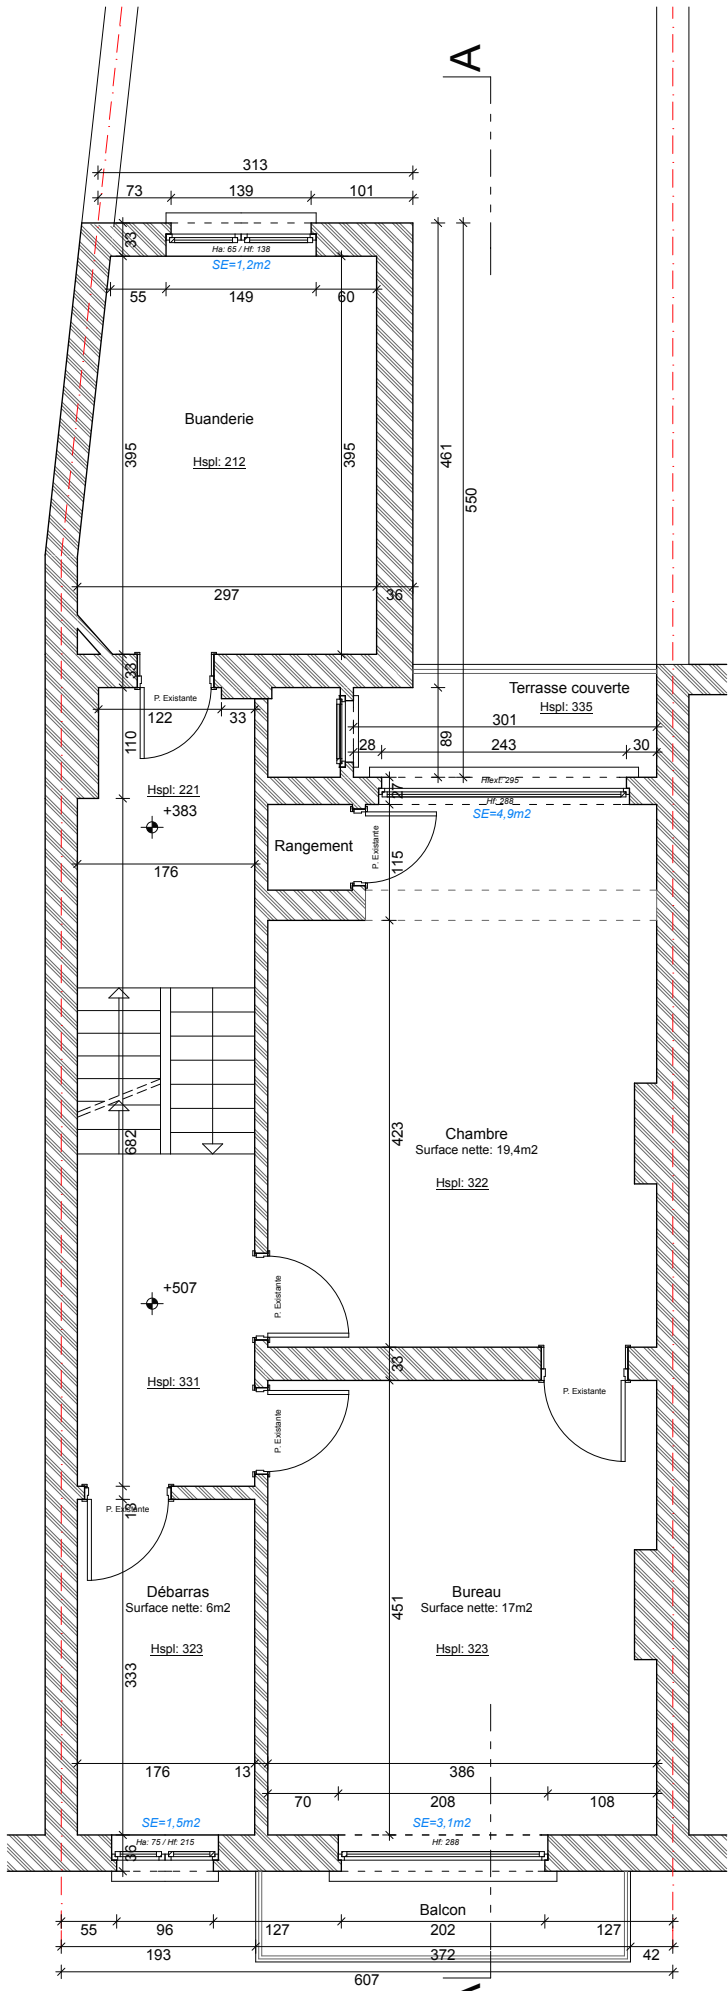 A
313
73
139
101
33
Ha: 65 / Hf: 138
SE=1,2m2
55
149
60
Buanderie
Hspl: 212
395
395
461
550
297
36
33
P. Existante
122
33
110
Terrasse couverte
Hspl: 335
301
28
243
30
89
Hspl: 221
Hfext: 295
Hf: 288
27
SE=4,9m2
+383
Rangement
P. Existante
115
176
682
423
Chambre
Surface nette: 19,4m2
Hspl: 322
+507
P. Existante
33
Hspl: 331
P. Existante
P. Existante
P. Existante
13
Débarras
Surface nette: 6m2
Hspl: 323
451
Bureau
Surface nette: 17m2
Hspl: 323
333
176
13
386
70
208
108
SE=1,5m2
SE=3,1m2
Ha: 75 / Hf: 215
Hf: 288
36
Balcon
55
96
127
202
127
193
372
42
607
A